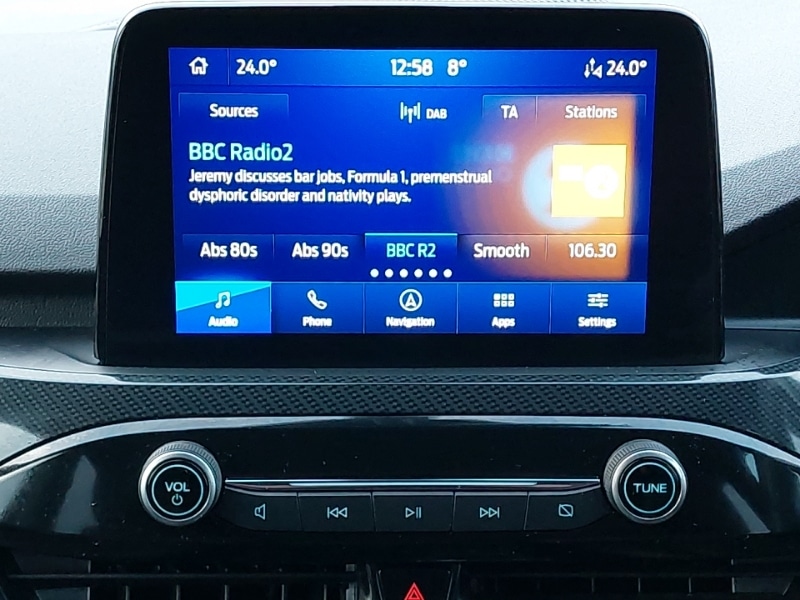 24.0° 12:58 8° 24.0°
Sources DAB TA Stations
BBC Radio2
Jeremy discusses bar jobs, Formula 1, premenstrual
dysphoric disorder and nativity plays.
Abs 80s Abs 90s BBC R2 Smooth 106.30
Audio Phone Navigation Apps Settings
VOL TUNE